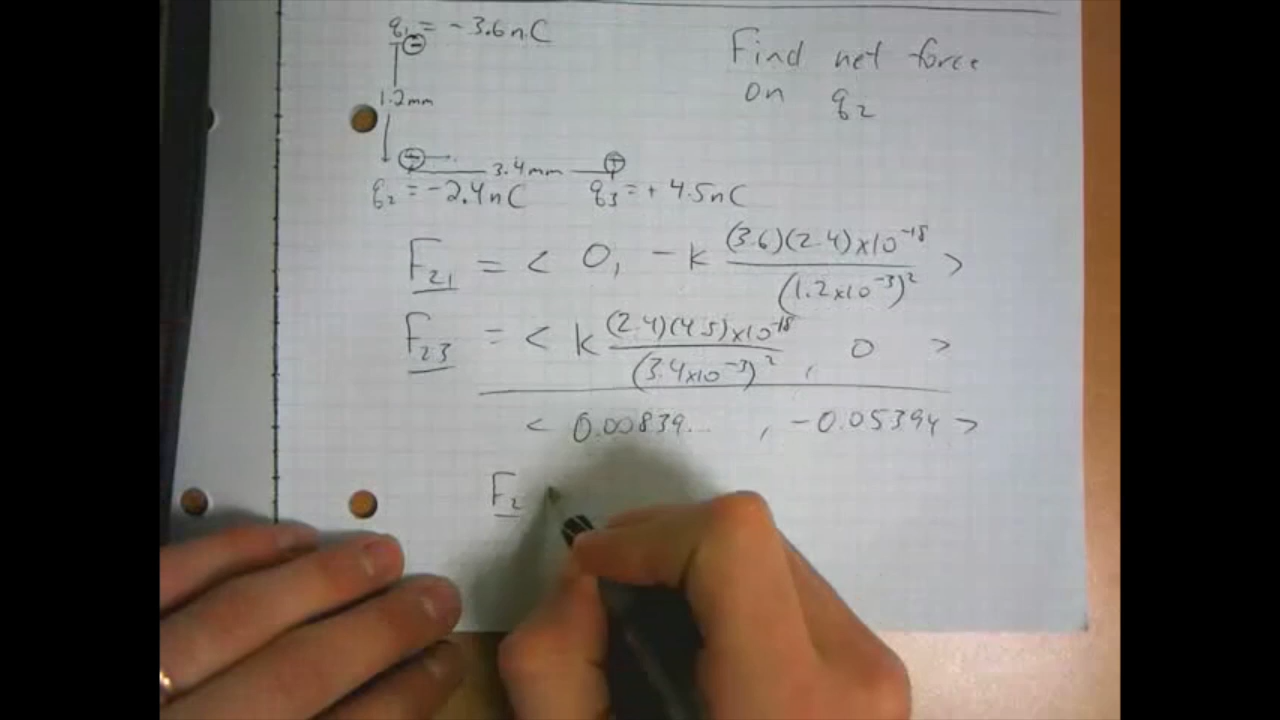 q₁ = -3.6nC
Find net force
on q₂
1.2mm
3.4mm
q₂ = -2.4nC
q₃ = + 4.5nC
F₂₁ = < 0, -k (3.6)(2.4)x10⁻¹⁸ / (1.2x10⁻³)² >
F₂₃ = < k (2.4)(4.5)x10⁻¹⁸ / (3.4x10⁻³)² , 0 >
< 0.00839... , -0.05394 >
F₂